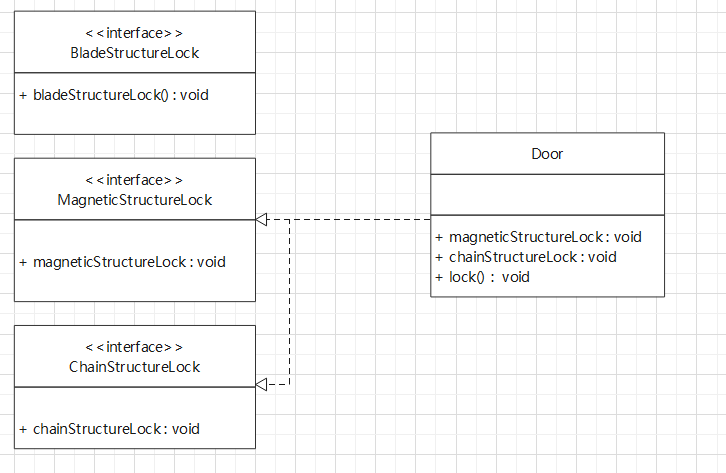 <<interface>>
BladeStructureLock
+ bladeStructureLock() : void
<<interface>>
MagneticStructureLock
+ magneticStructureLock : void
<<interface>>
ChainStructureLock
+ chainStructureLock : void
Door
+ magneticStructureLock : void
+ chainStructureLock : void
+ lock() : void